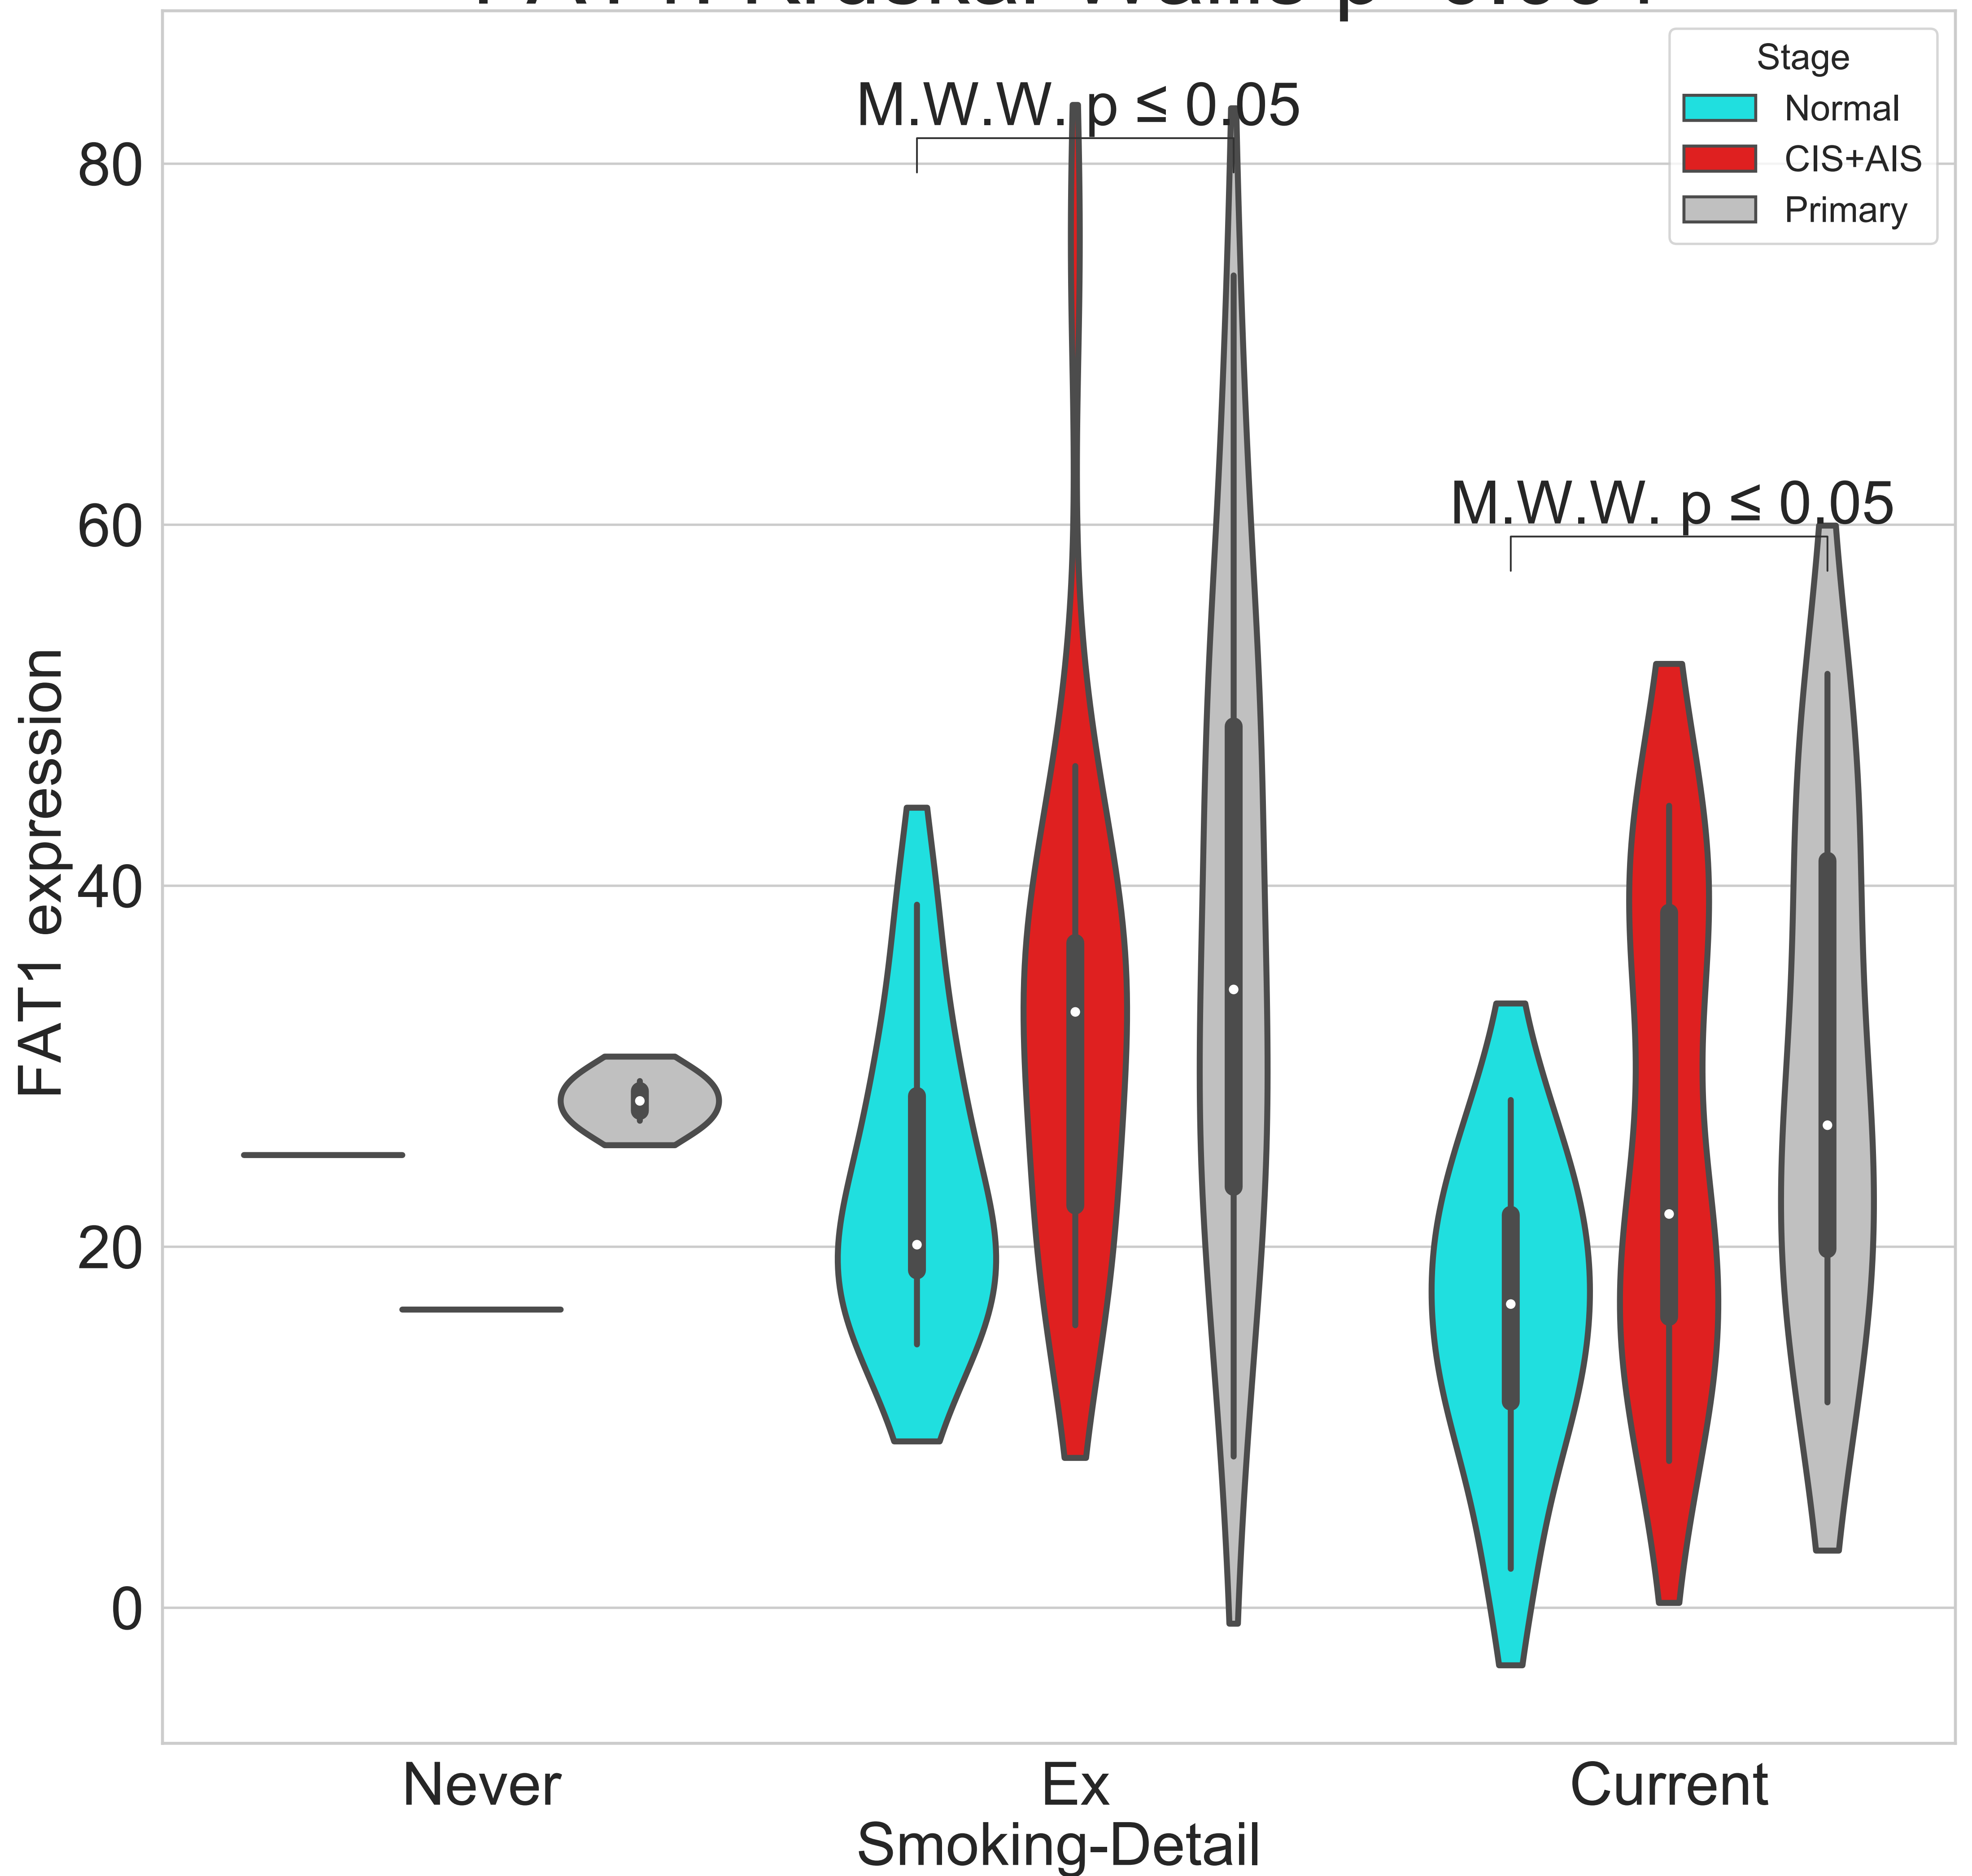 Stage
Normal
CIS+AIS
Primary
M.W.W. p ≤ 0.05
M.W.W. p ≤ 0.05
80
60
40
20
0
FAT1 expression
Never
Ex
Current
Smoking-Detail